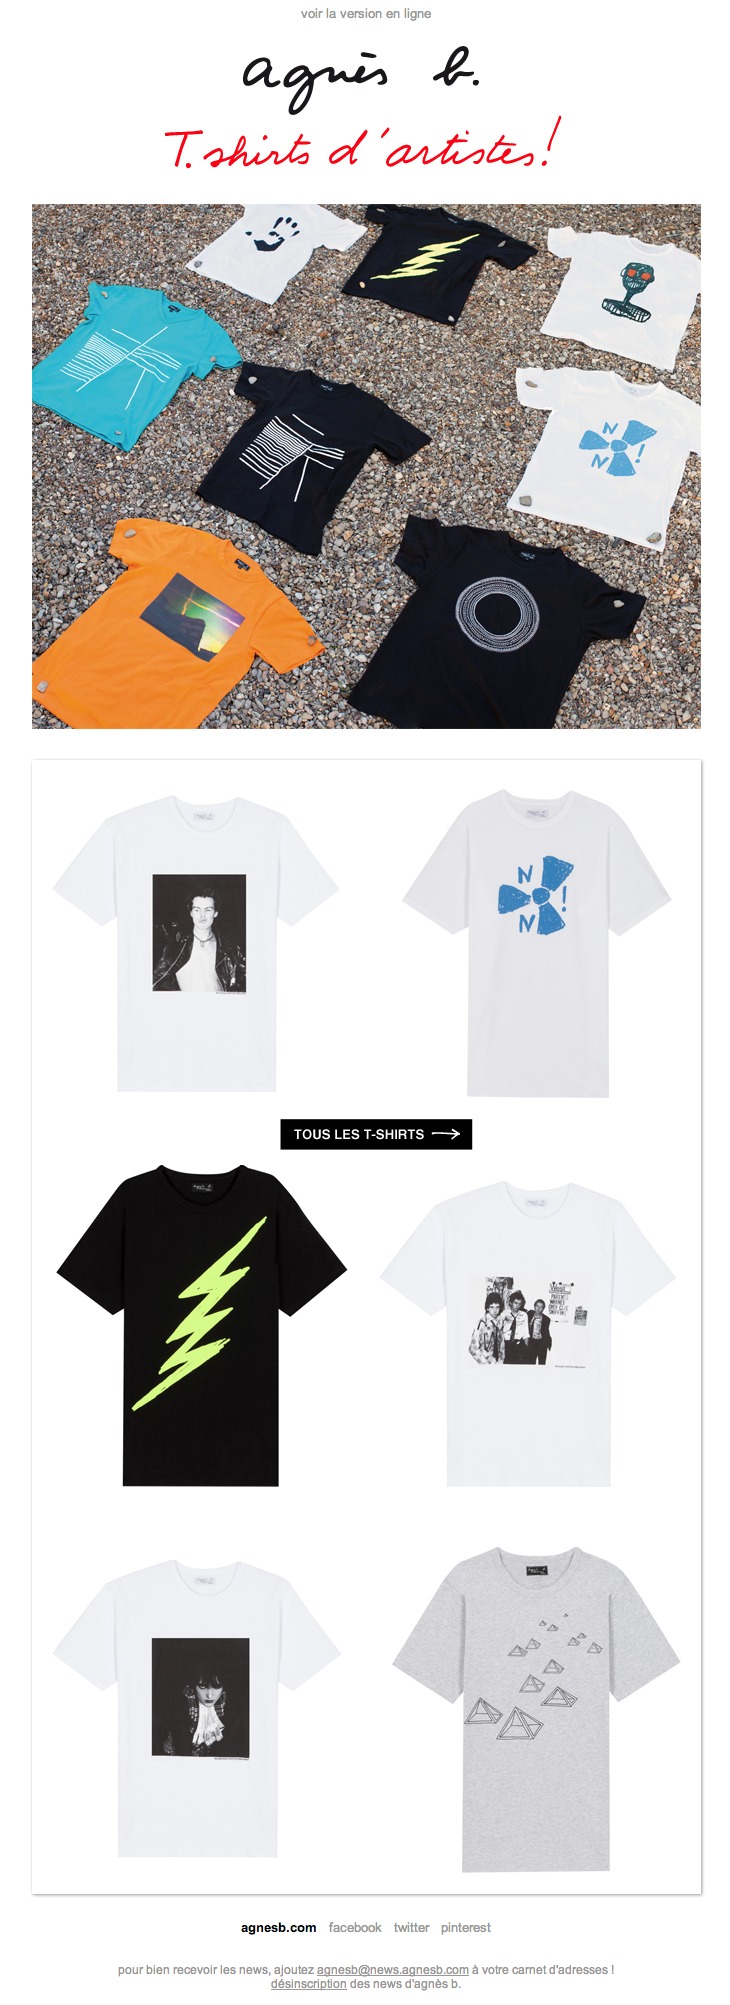 voir la version en ligne
agnès b.
T. shirts d'artistes!
N
N !
N
N !
TOUS LES T-SHIRTS
agnesb.com facebook twitter pinterest
pour bien recevoir les news, ajoutez agnesb@news.agnesb.com à votre carnet d'adresses !
désinscription des news d'agnès b.